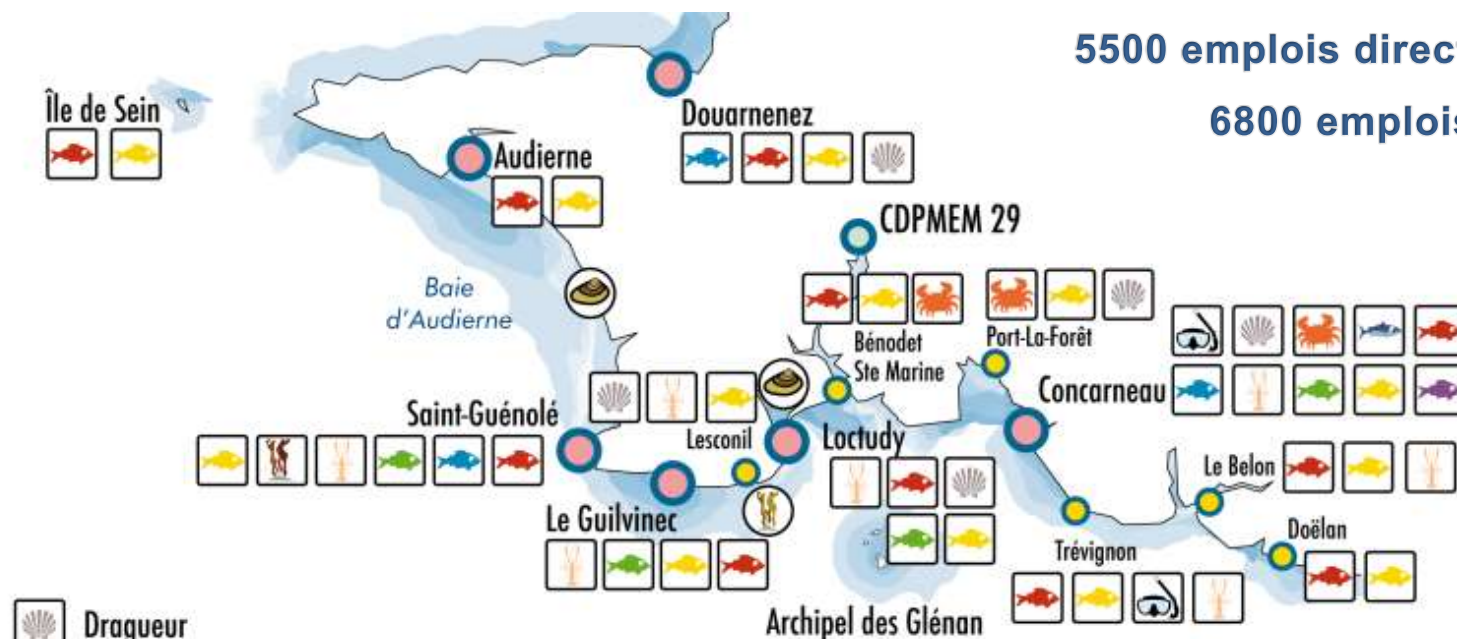 5500 emplois direct
6800 emplois
Île de Sein
Douarnenez
Audierne
CDPMEM 29
Baie
d'Audierne
Bénodet
Ste Marine
Port-La-Forêt
Concarneau
Saint-Guénolé
Lesconil
Loctudy
Le Belon
Le Guilvinec
Trévignon
Doëlan
Archipel des Glénan
Dragueur